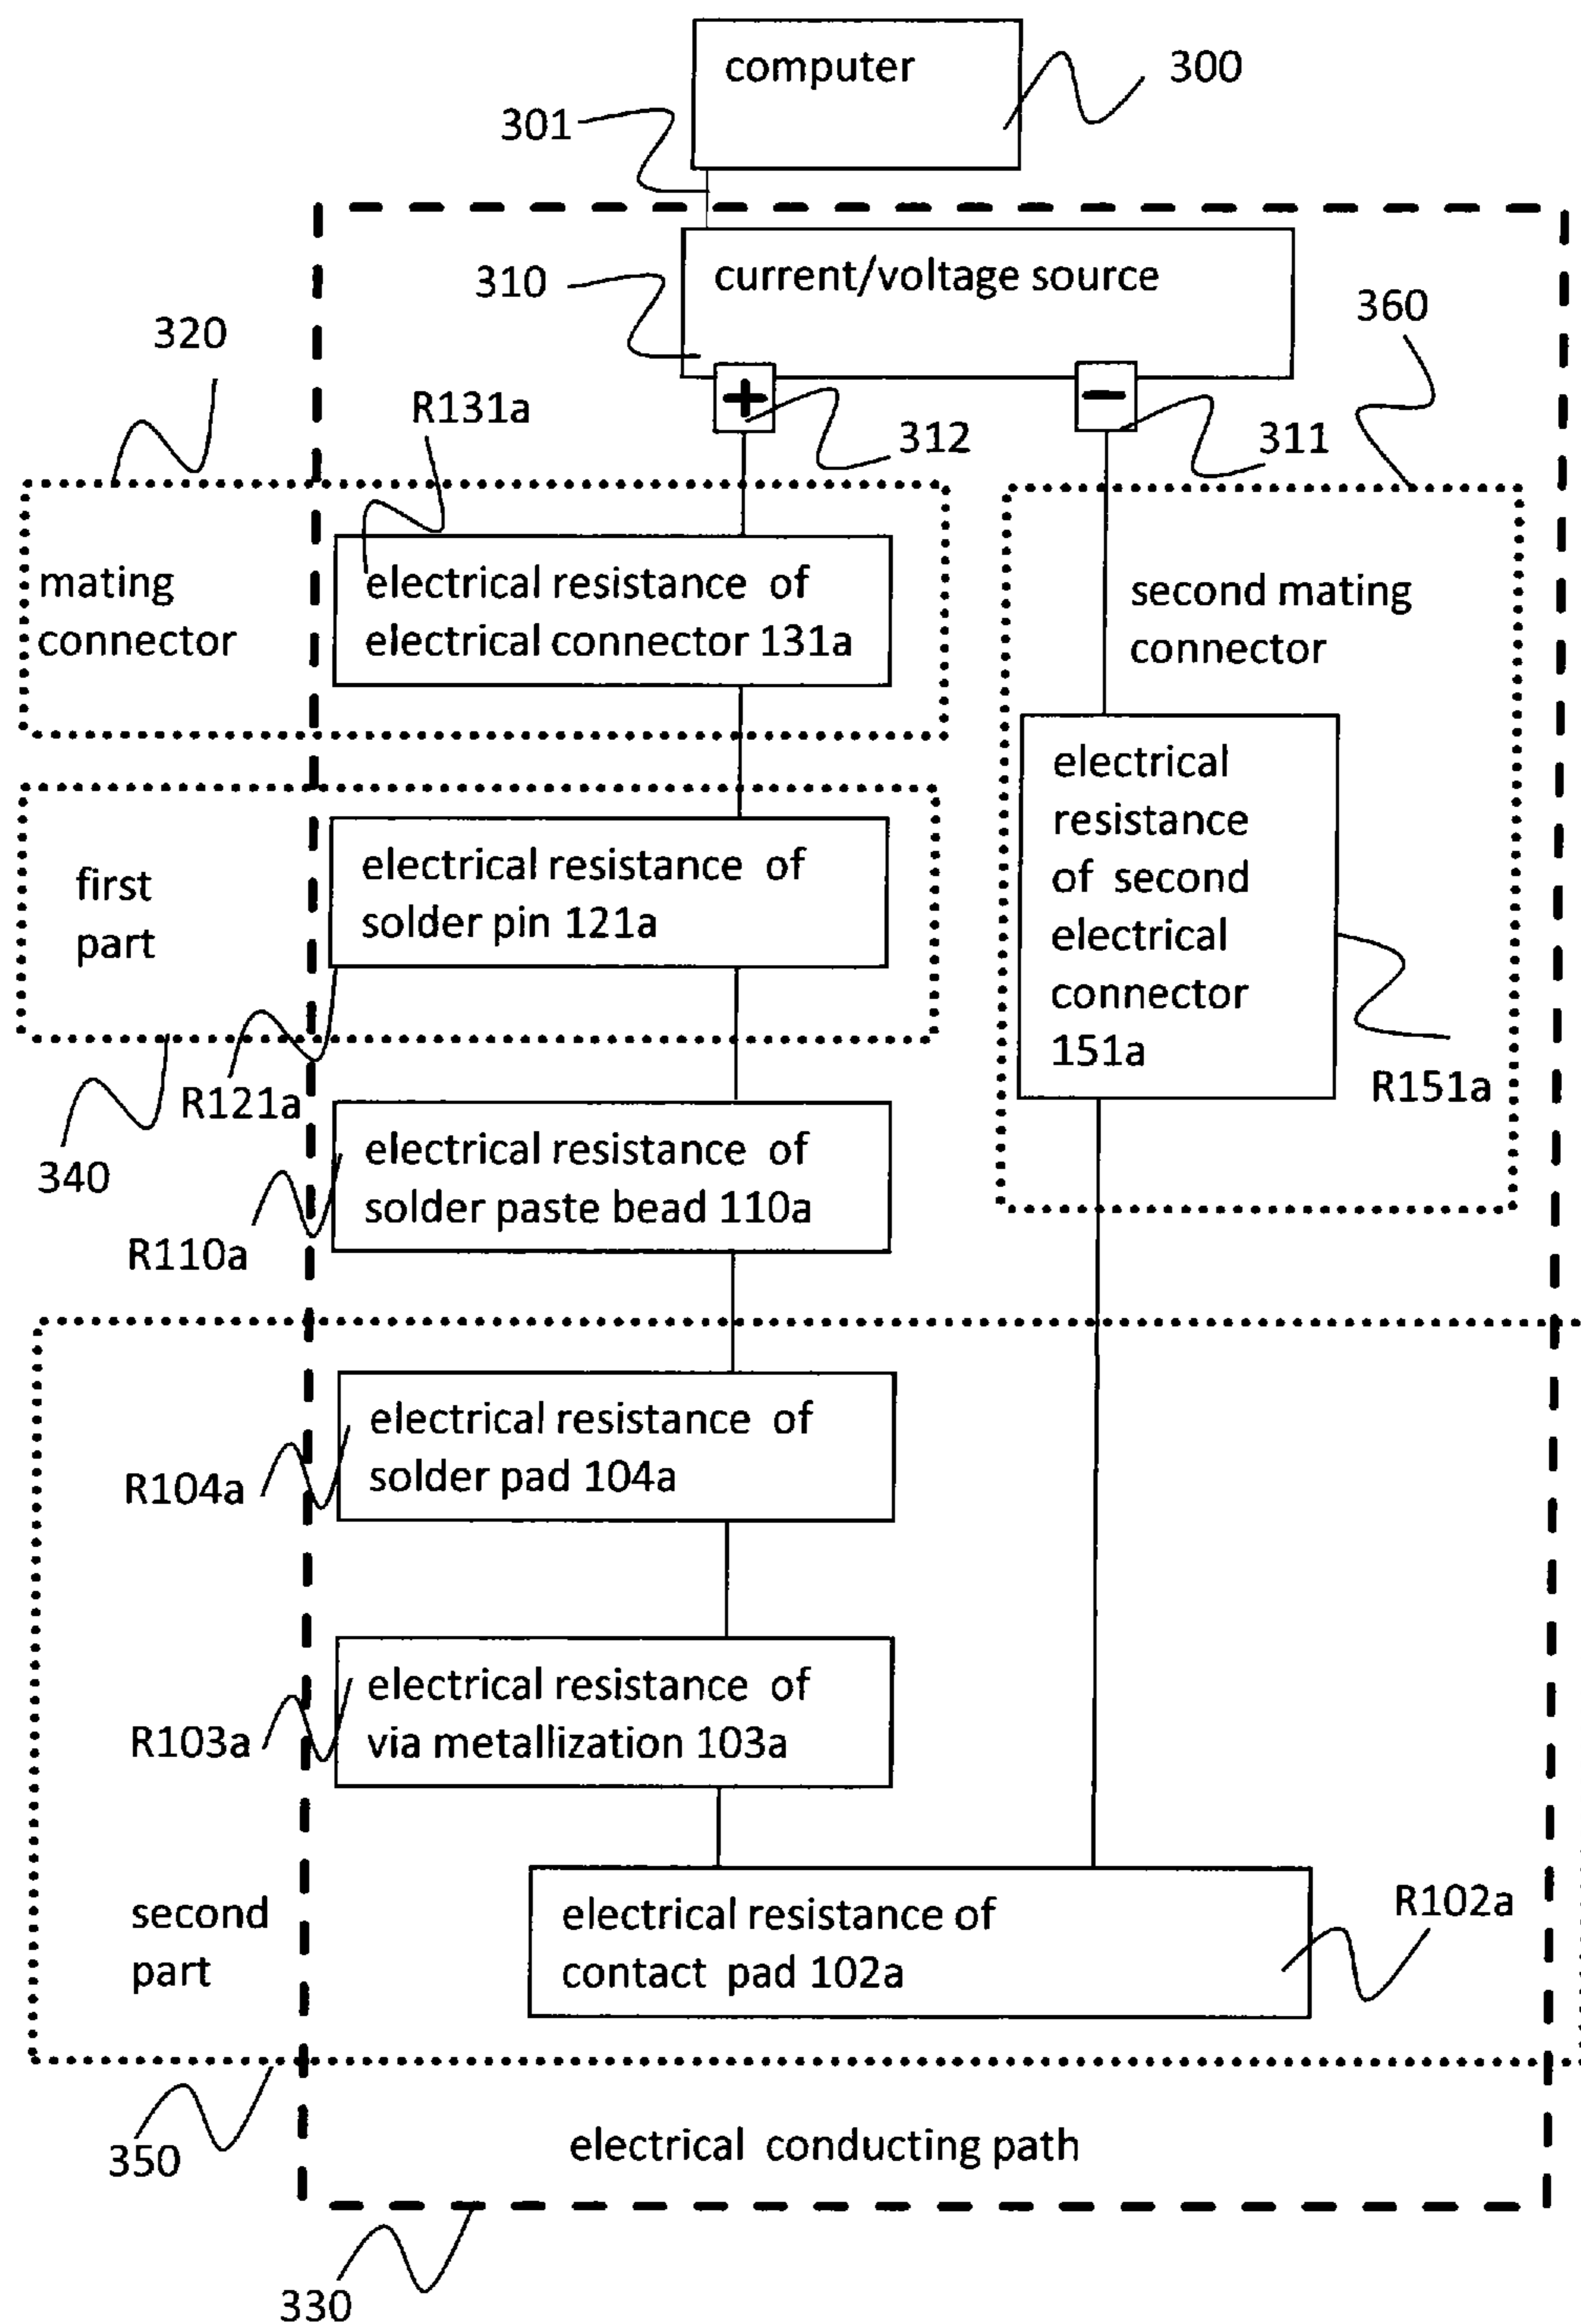 computer
300
301
310
current/voltage source
360
320
R131a
+
−
312
311
mating
connector
electrical resistance of
electrical connector 131a
second mating
connector
first
part
electrical resistance of
solder pin 121a
electrical
resistance
of second
electrical
connector
151a
R151a
R121a
340
electrical resistance of
solder paste bead 110a
R110a
electrical resistance of
solder pad 104a
R104a
electrical resistance of
via metallization 103a
R103a
second
part
electrical resistance of
contact pad 102a
R102a
350
electrical conducting path
330